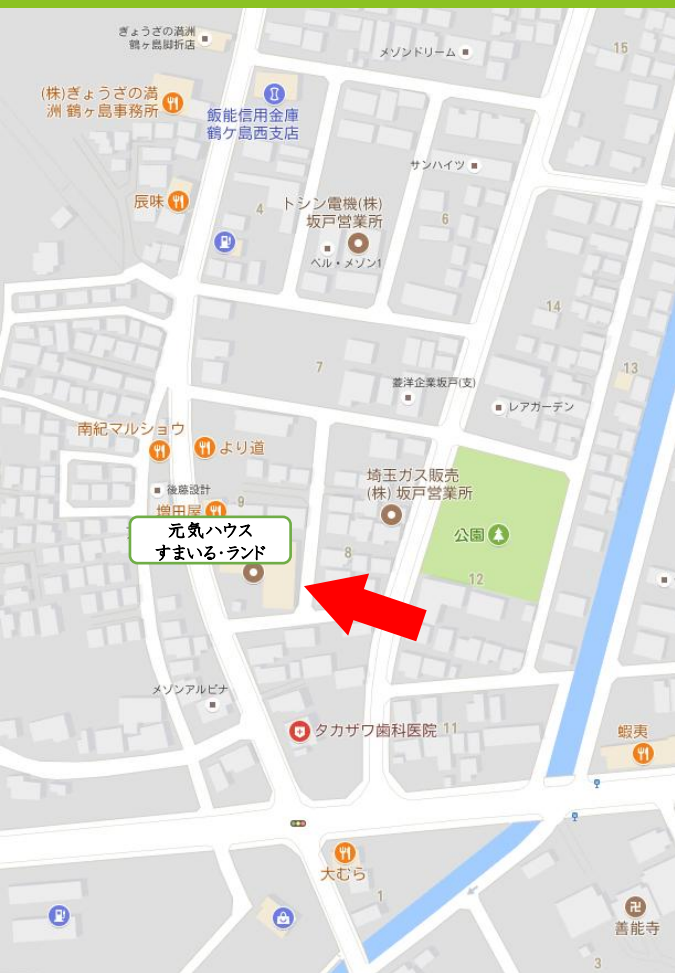 ぎょうざの満洲
鶴ヶ島脚折店
メゾンドリーム
15
(株)ぎょうざの満
洲 鶴ヶ島事務所
飯能信用金庫
鶴ケ島西支店
サンハイツ
辰味
4
トシン電機(株)
坂戸営業所
6
ベル・メゾン1
14
7
13
菱洋企業坂戸(支)
レアガーデン
南紀マルショウ
より道
埼玉ガス販売
(株) 坂戸営業所
後藤設計
9
増田屋
元気ハウス
すまいる・ランド
公園
8
12
メゾンアルビナ
タカザワ歯科医院
11
蝦夷
大むら
1
善能寺
3